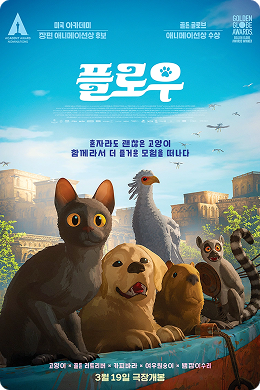 미국 아카데미
장편 애니메이션상 후보
골든 글로브
애니메이션상 수상
ACADEMY AWARD
NOMINATIONS
GOLDEN
GLOBE
AWARDS
플로우
혼자라도 괜찮은 고양이
함께라서 더 즐거운 모험을 떠나다
고양이 × 골든 리트리버 × 카피바라 × 여우원숭이 × 뱀잡이수리
3월 19일 극장개봉